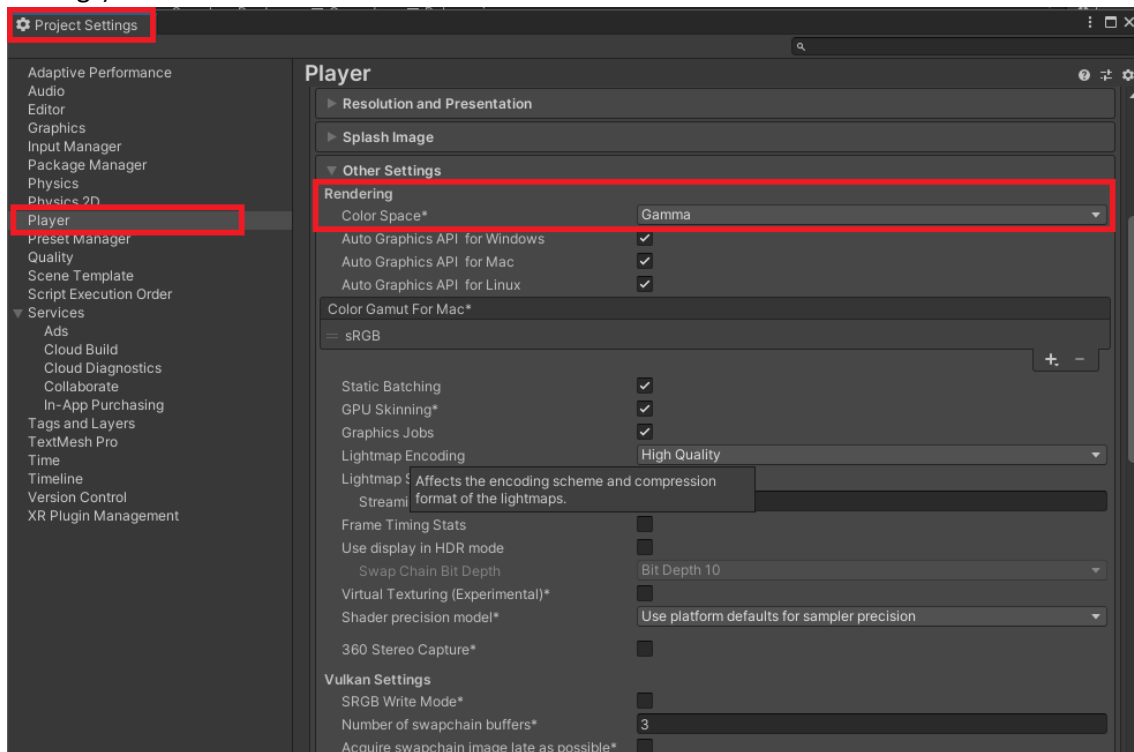 Project Settings
Adaptive Performance
Audio
Editor
Graphics
Input Manager
Package Manager
Physics
Physics 2D
Player
Preset Manager
Quality
Scene Template
Script Execution Order
Services
Ads
Cloud Build
Cloud Diagnostics
Collaborate
In-App Purchasing
Tags and Layers
TextMesh Pro
Time
Timeline
Version Control
XR Plugin Management
Player
Resolution and Presentation
Splash Image
Other Settings
Rendering
Color Space* Gamma
Auto Graphics API for Windows
Auto Graphics API for Mac
Auto Graphics API for Linux
Color Gamut For Mac*
= sRGB
+ -
Static Batching
GPU Skinning*
Graphics Jobs
Lightmap Encoding High Quality
Lightmap S
Affects the encoding scheme and compression
format of the lightmaps.
Streami
Frame Timing Stats
Use display in HDR mode
Swap Chain Bit Depth Bit Depth 10
Virtual Texturing (Experimental)*
Shader precision model* Use platform defaults for sampler precision
360 Stereo Capture*
Vulkan Settings
SRGB Write Mode*
Number of swapchain buffers* 3
Acquire swapchain image late as possible*